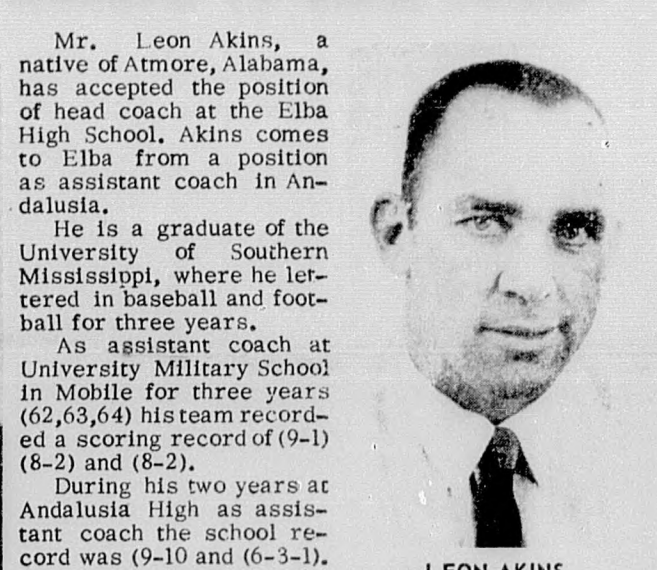 Mr. Leon Akins, a
native of Atmore, Alabama,
has accepted the position
of head coach at the Elba
High School. Akins comes
to Elba from a position
as assistant coach in An-
dalusia.
He is a graduate of the
University of Southern
Mississippi, where he let-
tered in baseball and foot-
ball for three years.
As assistant coach at
University Military School
in Mobile for three years
(62,63,64) his team record-
ed a scoring record of (9-1)
(8-2) and (8-2).
During his two years at
Andalusia High as assis-
tant coach the school re-
cord was (9-10 and (6-3-1).
LEON AKINS